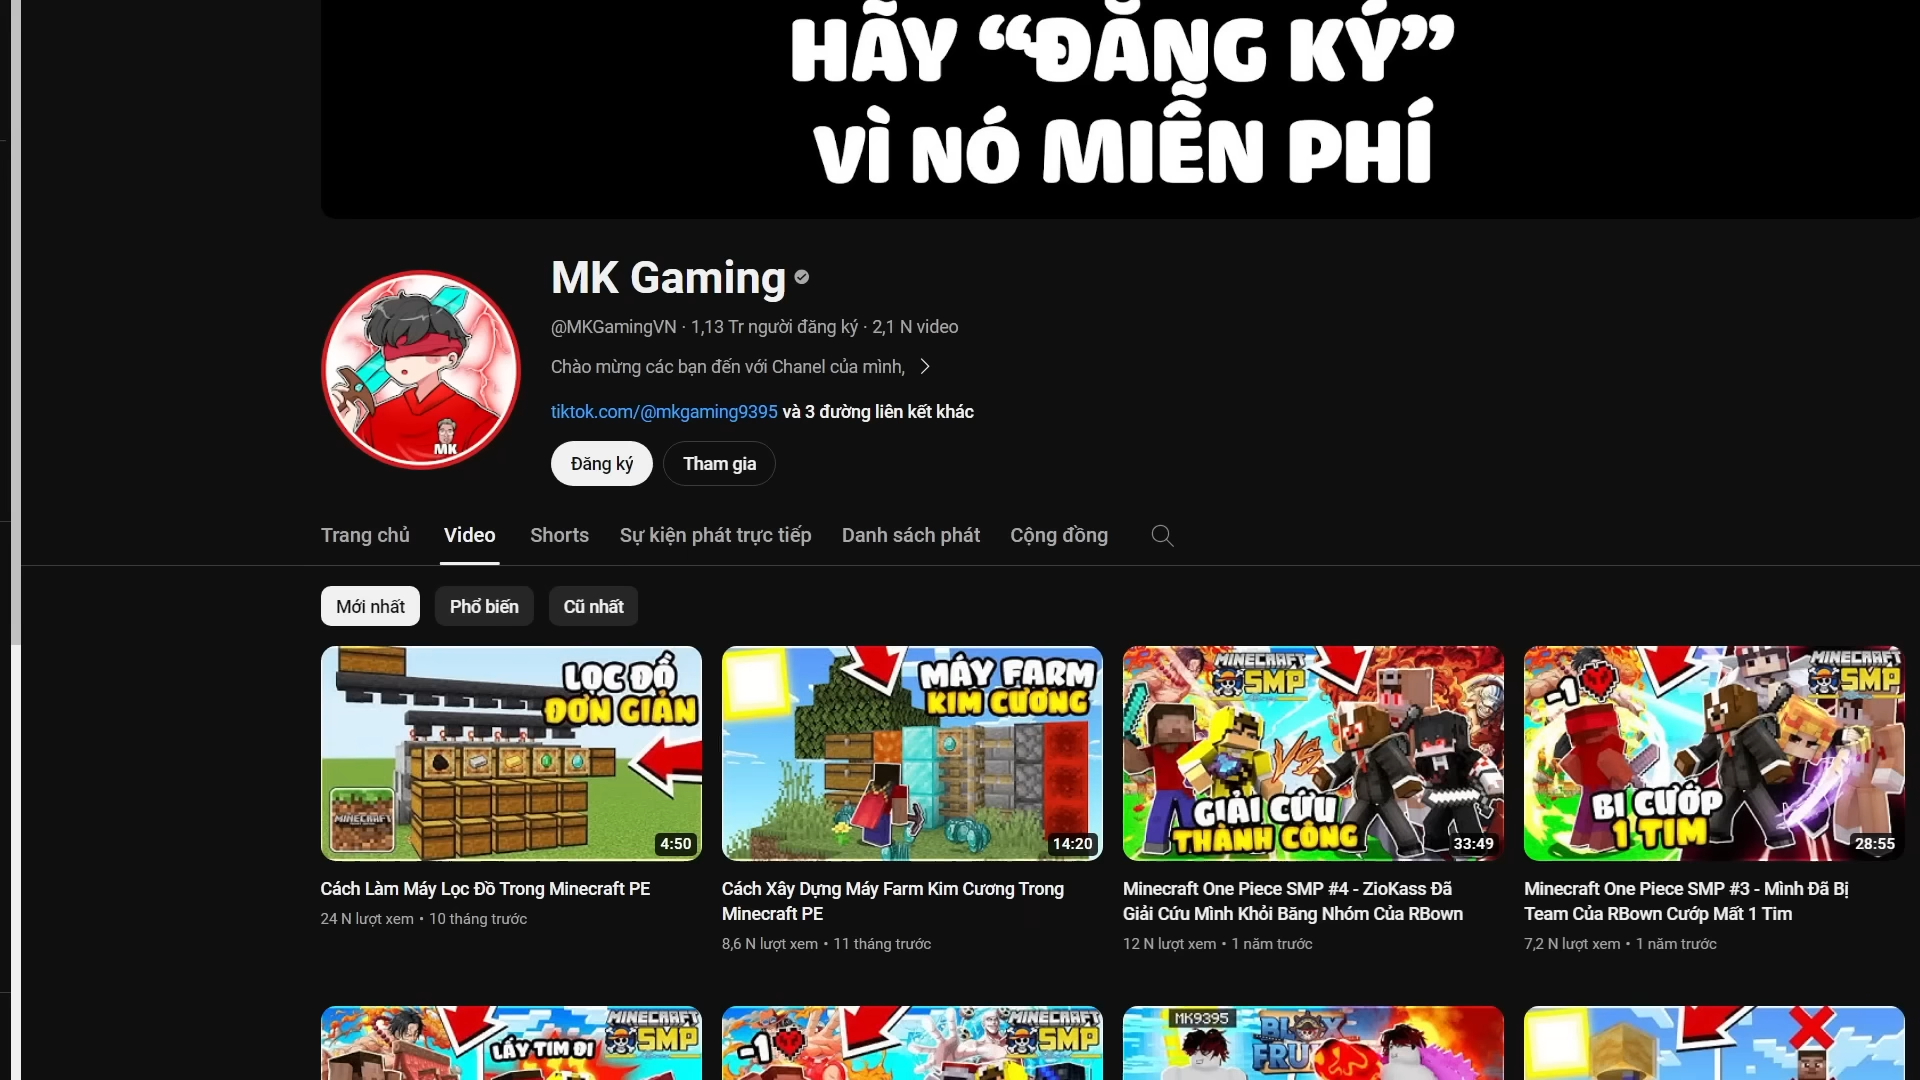 HÃY “ĐĂNG KÝ”
VÌ NÓ MIỄN PHÍ
MK Gaming
@MKGamingVN · 1,13 Tr người đăng ký · 2,1 N video
Chào mừng các bạn đến với Chanel của mình,
tiktok.com/@mkgaming9395 và 3 đường liên kết khác
Đăng ký
Tham gia
MK
Trang chủ
Video
Shorts
Sự kiện phát trực tiếp
Danh sách phát
Cộng đồng
Mới nhất
Phổ biến
Cũ nhất
LỌC ĐỒ
ĐƠN GIẢN
MINECRAFT
4:50
MÁY FARM
KIM CƯƠNG
14:20
MINECRAFT
SMP
VS
GIẢI CỨU
THÀNH CÔNG
33:49
-1
MINECRAFT
SMP
BỊ CƯỚP
1 TIM
28:55
Cách Làm Máy Lọc Đồ Trong Minecraft PE
24 N lượt xem • 10 tháng trước
Cách Xây Dựng Máy Farm Kim Cương Trong
Minecraft PE
8,6 N lượt xem • 11 tháng trước
Minecraft One Piece SMP #4 - ZioKass Đã
Giải Cứu Mình Khỏi Băng Nhóm Của RBown
12 N lượt xem • 1 năm trước
Minecraft One Piece SMP #3 - Mình Đã Bị
Team Của RBown Cướp Mất 1 Tim
7,2 N lượt xem • 1 năm trước
LẤY TIM ĐI
MINECRAFT
SMP
-1
MINECRAFT
SMP
MK9395
BLOX
FRU